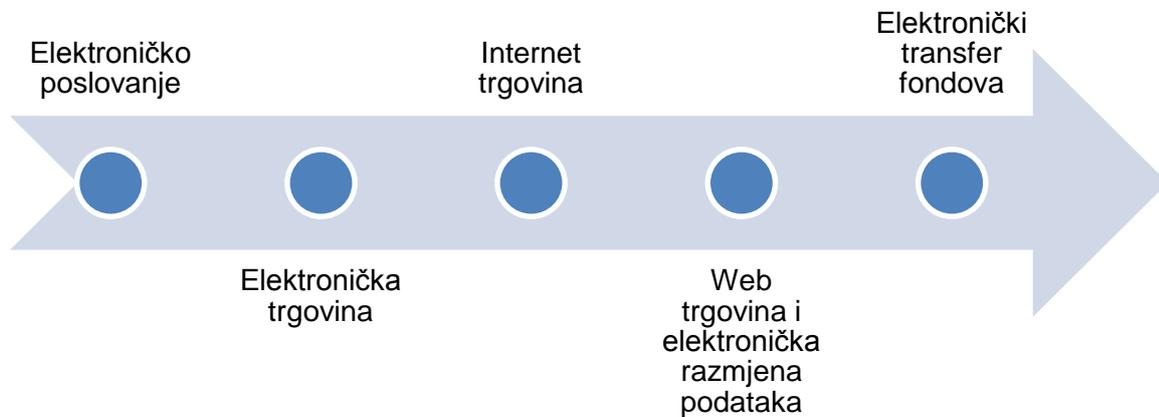 Elektroničko
poslovanje
Elektronička
trgovina
Internet
trgovina
Web
trgovina i
elektronička
razmjena
podataka
Elektronički
transfer
fondova